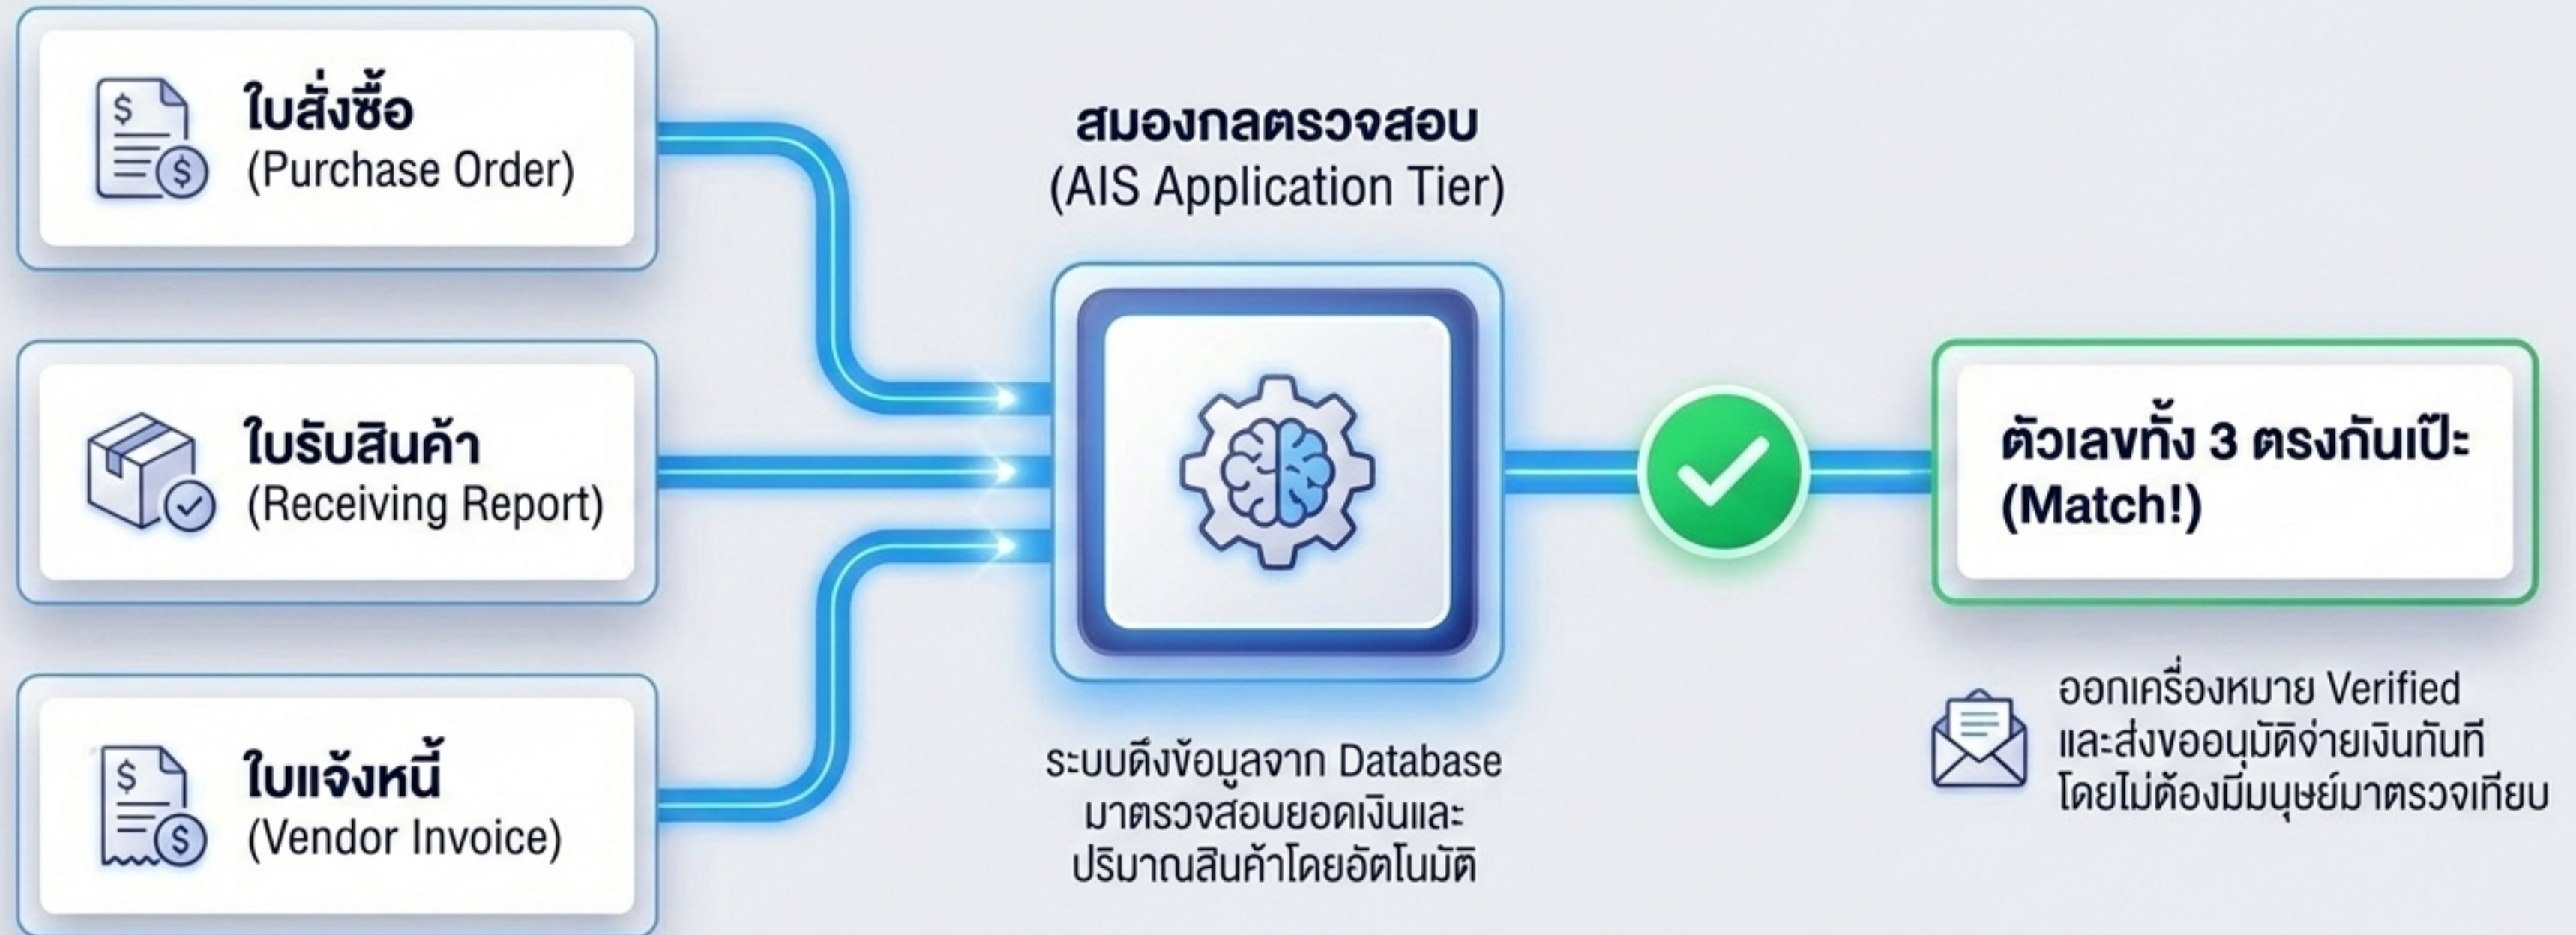 ใบสั่งซื้อ
(Purchase Order)
ใบรับสินค้า
(Receiving Report)
ใบแจ้งหนี้
(Vendor Invoice)
สมองกลตรวจสอบ
(AIS Application Tier)
ระบบดึงข้อมูลจาก Database
มาตรวจสอบยอดเงินและ
ปริมาณสินค้าโดยอัตโนมัติ
ตัวเลขทั้ง 3 ตรงกันเป๊ะ
(Match!)
ออกเครื่องหมาย Verified
และส่งขออนุมัติจ่ายเงินทันที
โดยไม่ต้องมีมนุษย์มาตรวจเทียบ